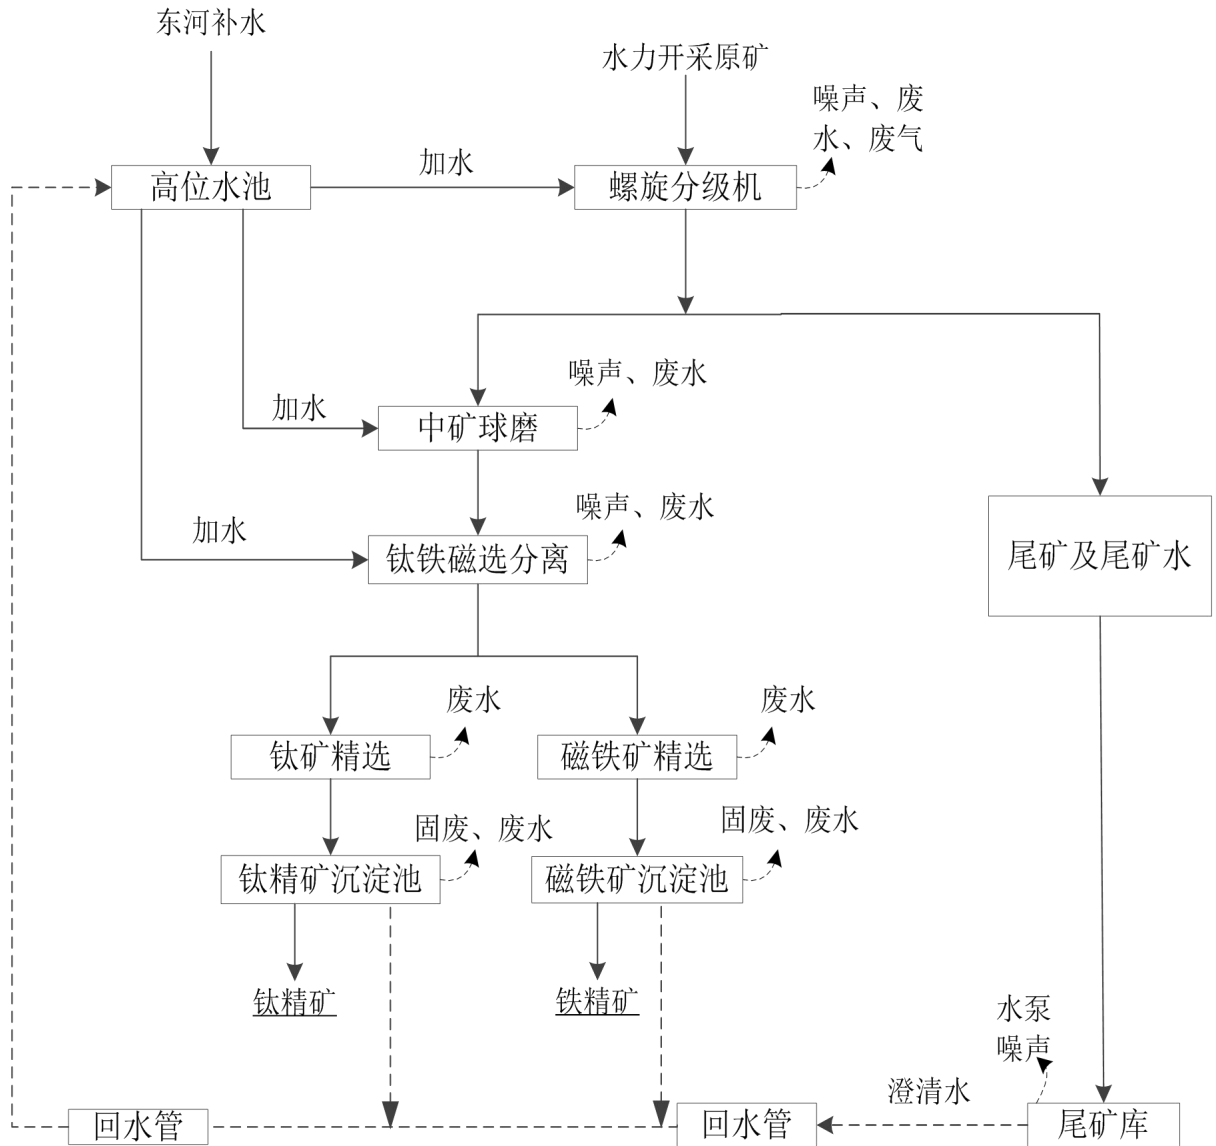 东河补水
水力开采原矿
噪声、废
水、废气
加水
高位水池
螺旋分级机
噪声、废水
加水
中矿球磨
噪声、废水
加水
钛铁磁选分离
尾矿及尾矿水
废水
废水
钛矿精选
磁铁矿精选
固废、废水
固废、废水
钛精矿沉淀池
磁铁矿沉淀池
钛精矿
铁精矿
水泵
噪声
澄清水
回水管
回水管
尾矿库